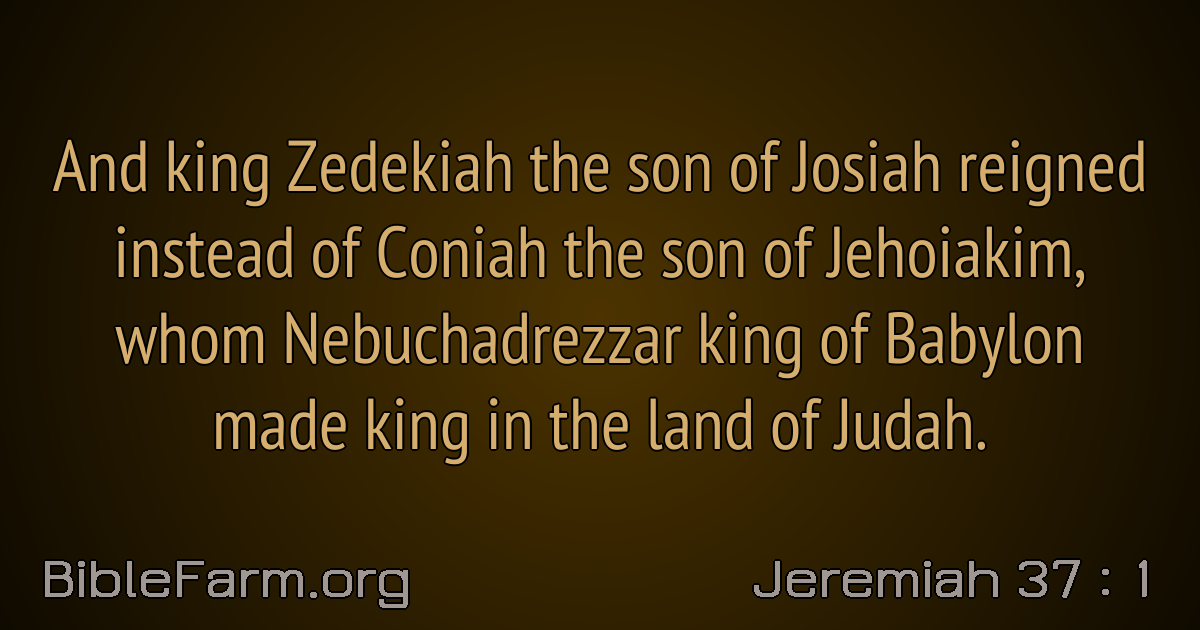 And king Zedekiah the son of Josiah reigned
instead of Coniah the son of Jehoiakim,
whom Nebuchadrezzar king of Babylon
made king in the land of Judah.
BibleFarm.org
Jeremiah 37 : 1